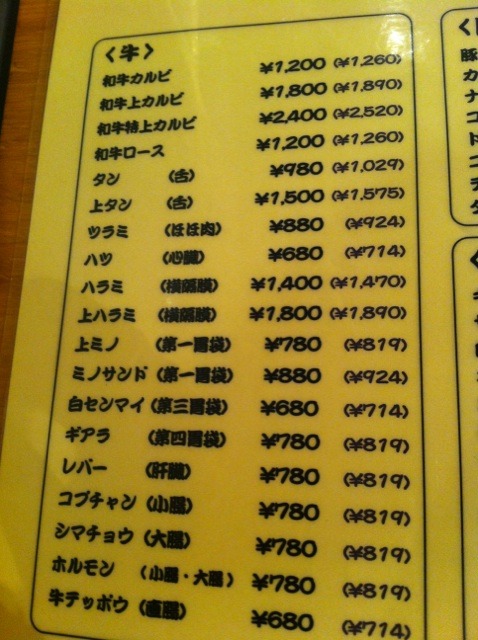 〈牛〉
和牛カルビ ¥1,200 (¥1,260)
和牛上カルビ ¥1,800 (¥1,890)
和牛特上カルビ ¥2,400 (¥2,520)
和牛ロース ¥1,200 (¥1,260)
タン (舌) ¥980 (¥1,029)
上タン (舌) ¥1,500 (¥1,575)
ツラミ (ほほ肉) ¥880 (¥924)
ハツ (心臓) ¥680 (¥714)
ハラミ (横隔膜) ¥1,400 (¥1,470)
上ハラミ (横隔膜) ¥1,800 (¥1,890)
上ミノ (第一胃袋) ¥780 (¥819)
ミノサンド (第一胃袋) ¥880 (¥924)
白センマイ (第三胃袋) ¥680 (¥714)
ギアラ (第四胃袋) ¥780 (¥819)
レバー (肝臓) ¥780 (¥819)
コブチャン (小腸) ¥780 (¥819)
シマチョウ (大腸) ¥780 (¥819)
ホルモン (小腸・大腸) ¥780 (¥819)
牛テッポウ (直腸) ¥680 (¥714)
豚
カ
ナ
コ